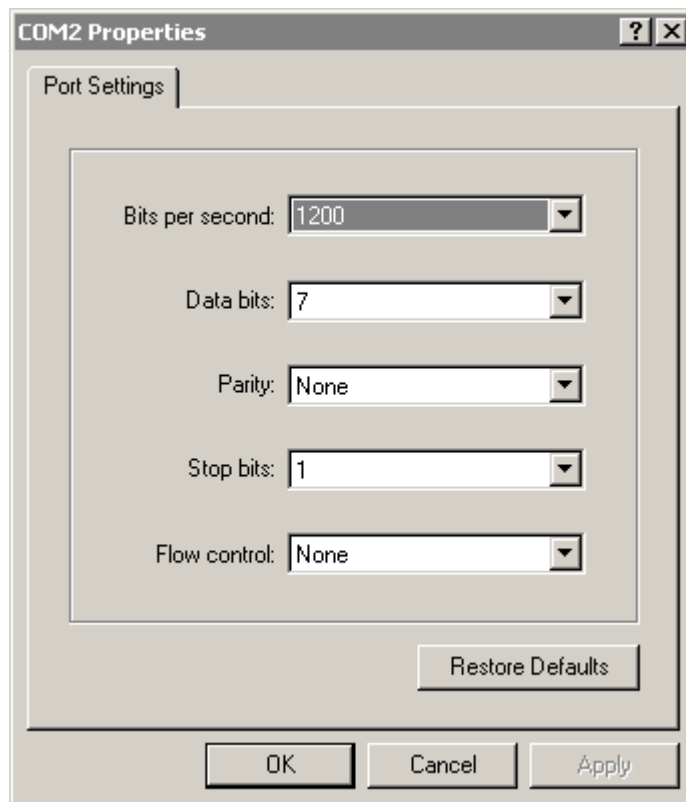 COM2 Properties
Port Settings
Bits per second: 1200
Data bits: 7
Parity: None
Stop bits: 1
Flow control: None
Restore Defaults
OK Cancel Apply